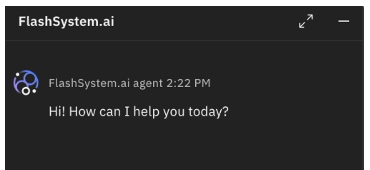 FlashSystem.ai
FlashSystem.ai agent 2:22 PM
Hi! How can I help you today?